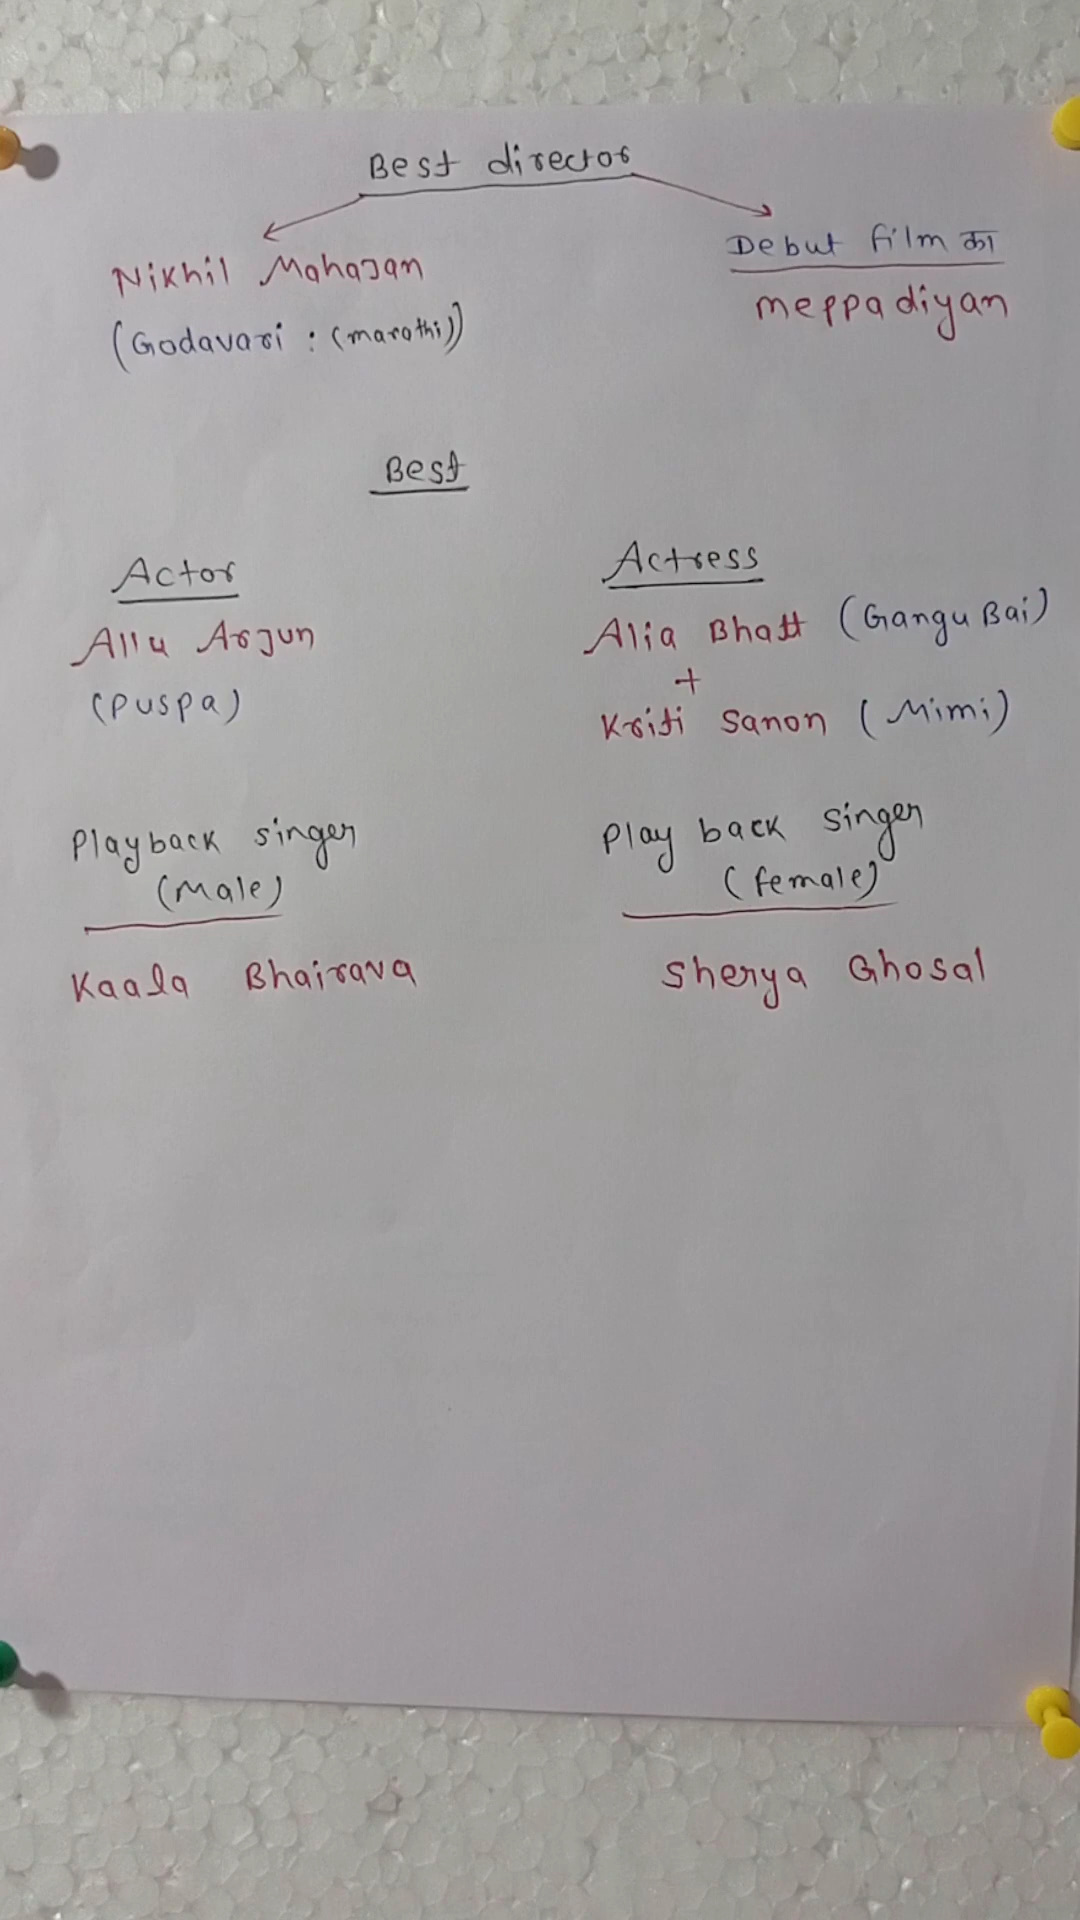 Best director
Nikhil Mahajan
(Godavari : (marathi))
Debut film का
meppadiyan
Best
Actor
Allu Arjun
(Puspa)
Actress
Alia Bhatt (Gangu Bai)
+
Kriti Sanon (Mimi)
Playback singer
(Male)
Kaala Bhairava
Play back singer
(female)
Sherya Ghosal